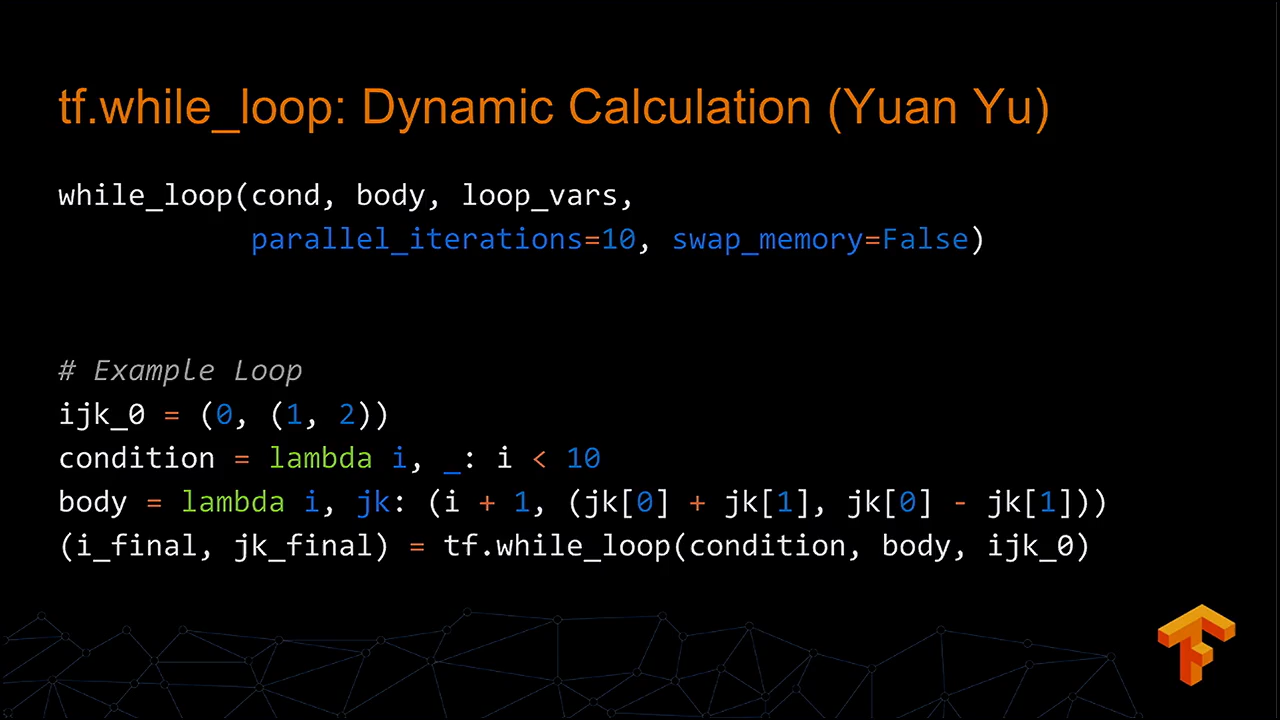 tf.while_loop: Dynamic Calculation (Yuan Yu)
while_loop(cond, body, loop_vars,
parallel_iterations=10, swap_memory=False)
# Example Loop
ijk_0 = (0, (1, 2))
condition = lambda i, _: i < 10
body = lambda i, jk: (i + 1, (jk[0] + jk[1], jk[0] - jk[1]))
(i_final, jk_final) = tf.while_loop(condition, body, ijk_0)